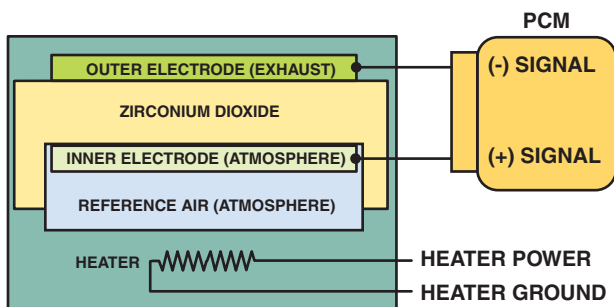 PCM
OUTER ELECTRODE (EXHAUST)
(-) SIGNAL
ZIRCONIUM DIOXIDE
INNER ELECTRODE (ATMOSPHERE)
(+) SIGNAL
REFERENCE AIR (ATMOSPHERE)
HEATER
HEATER POWER
HEATER GROUND